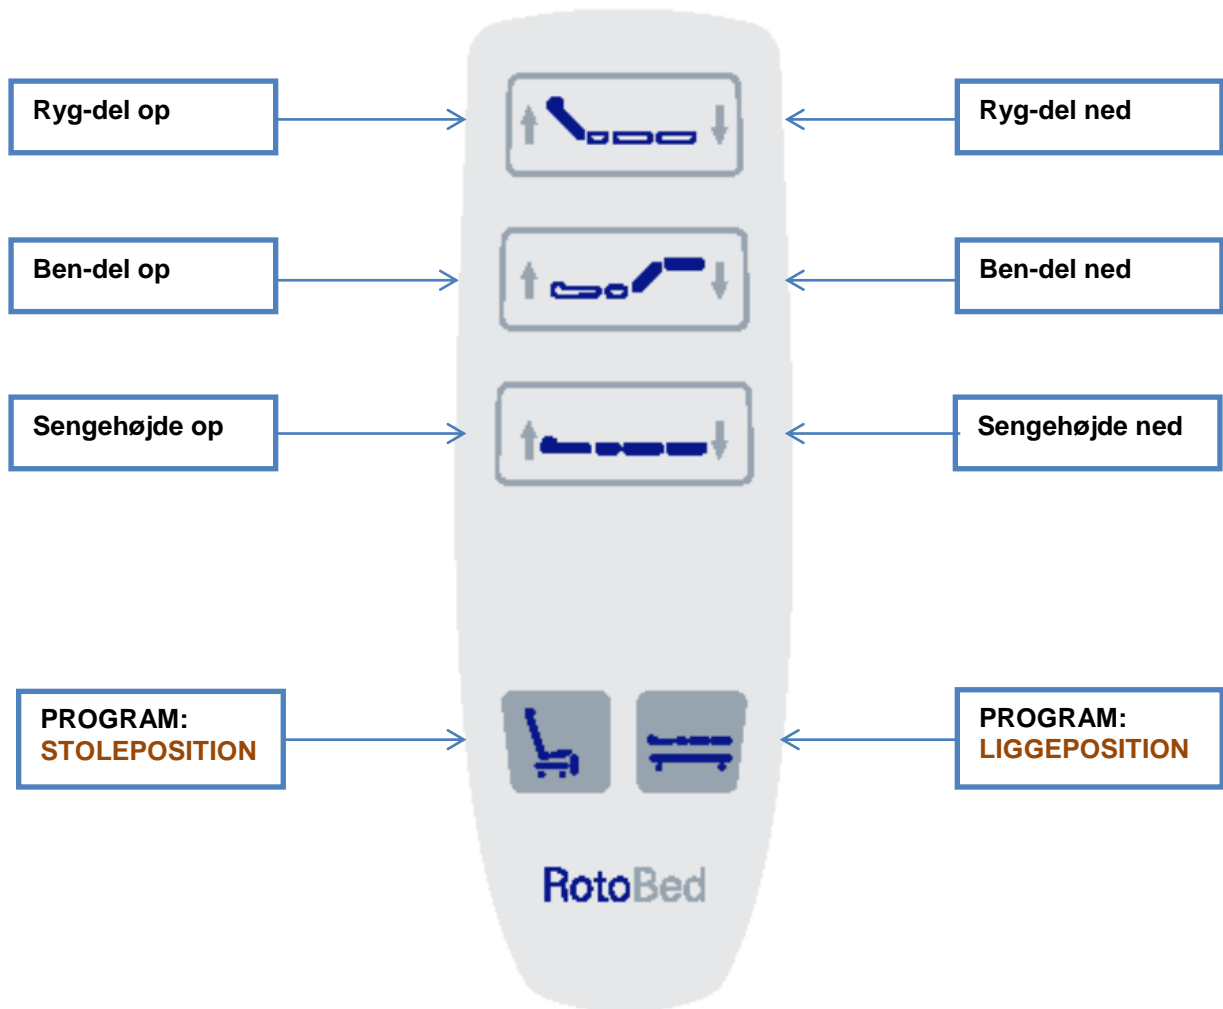 Ryg-del op
Ryg-del ned
Ben-del op
Ben-del ned
Sengehøjde op
Sengehøjde ned
PROGRAM:
STOLEPOSITION
PROGRAM:
LIGGEPOSITION
RotoBed